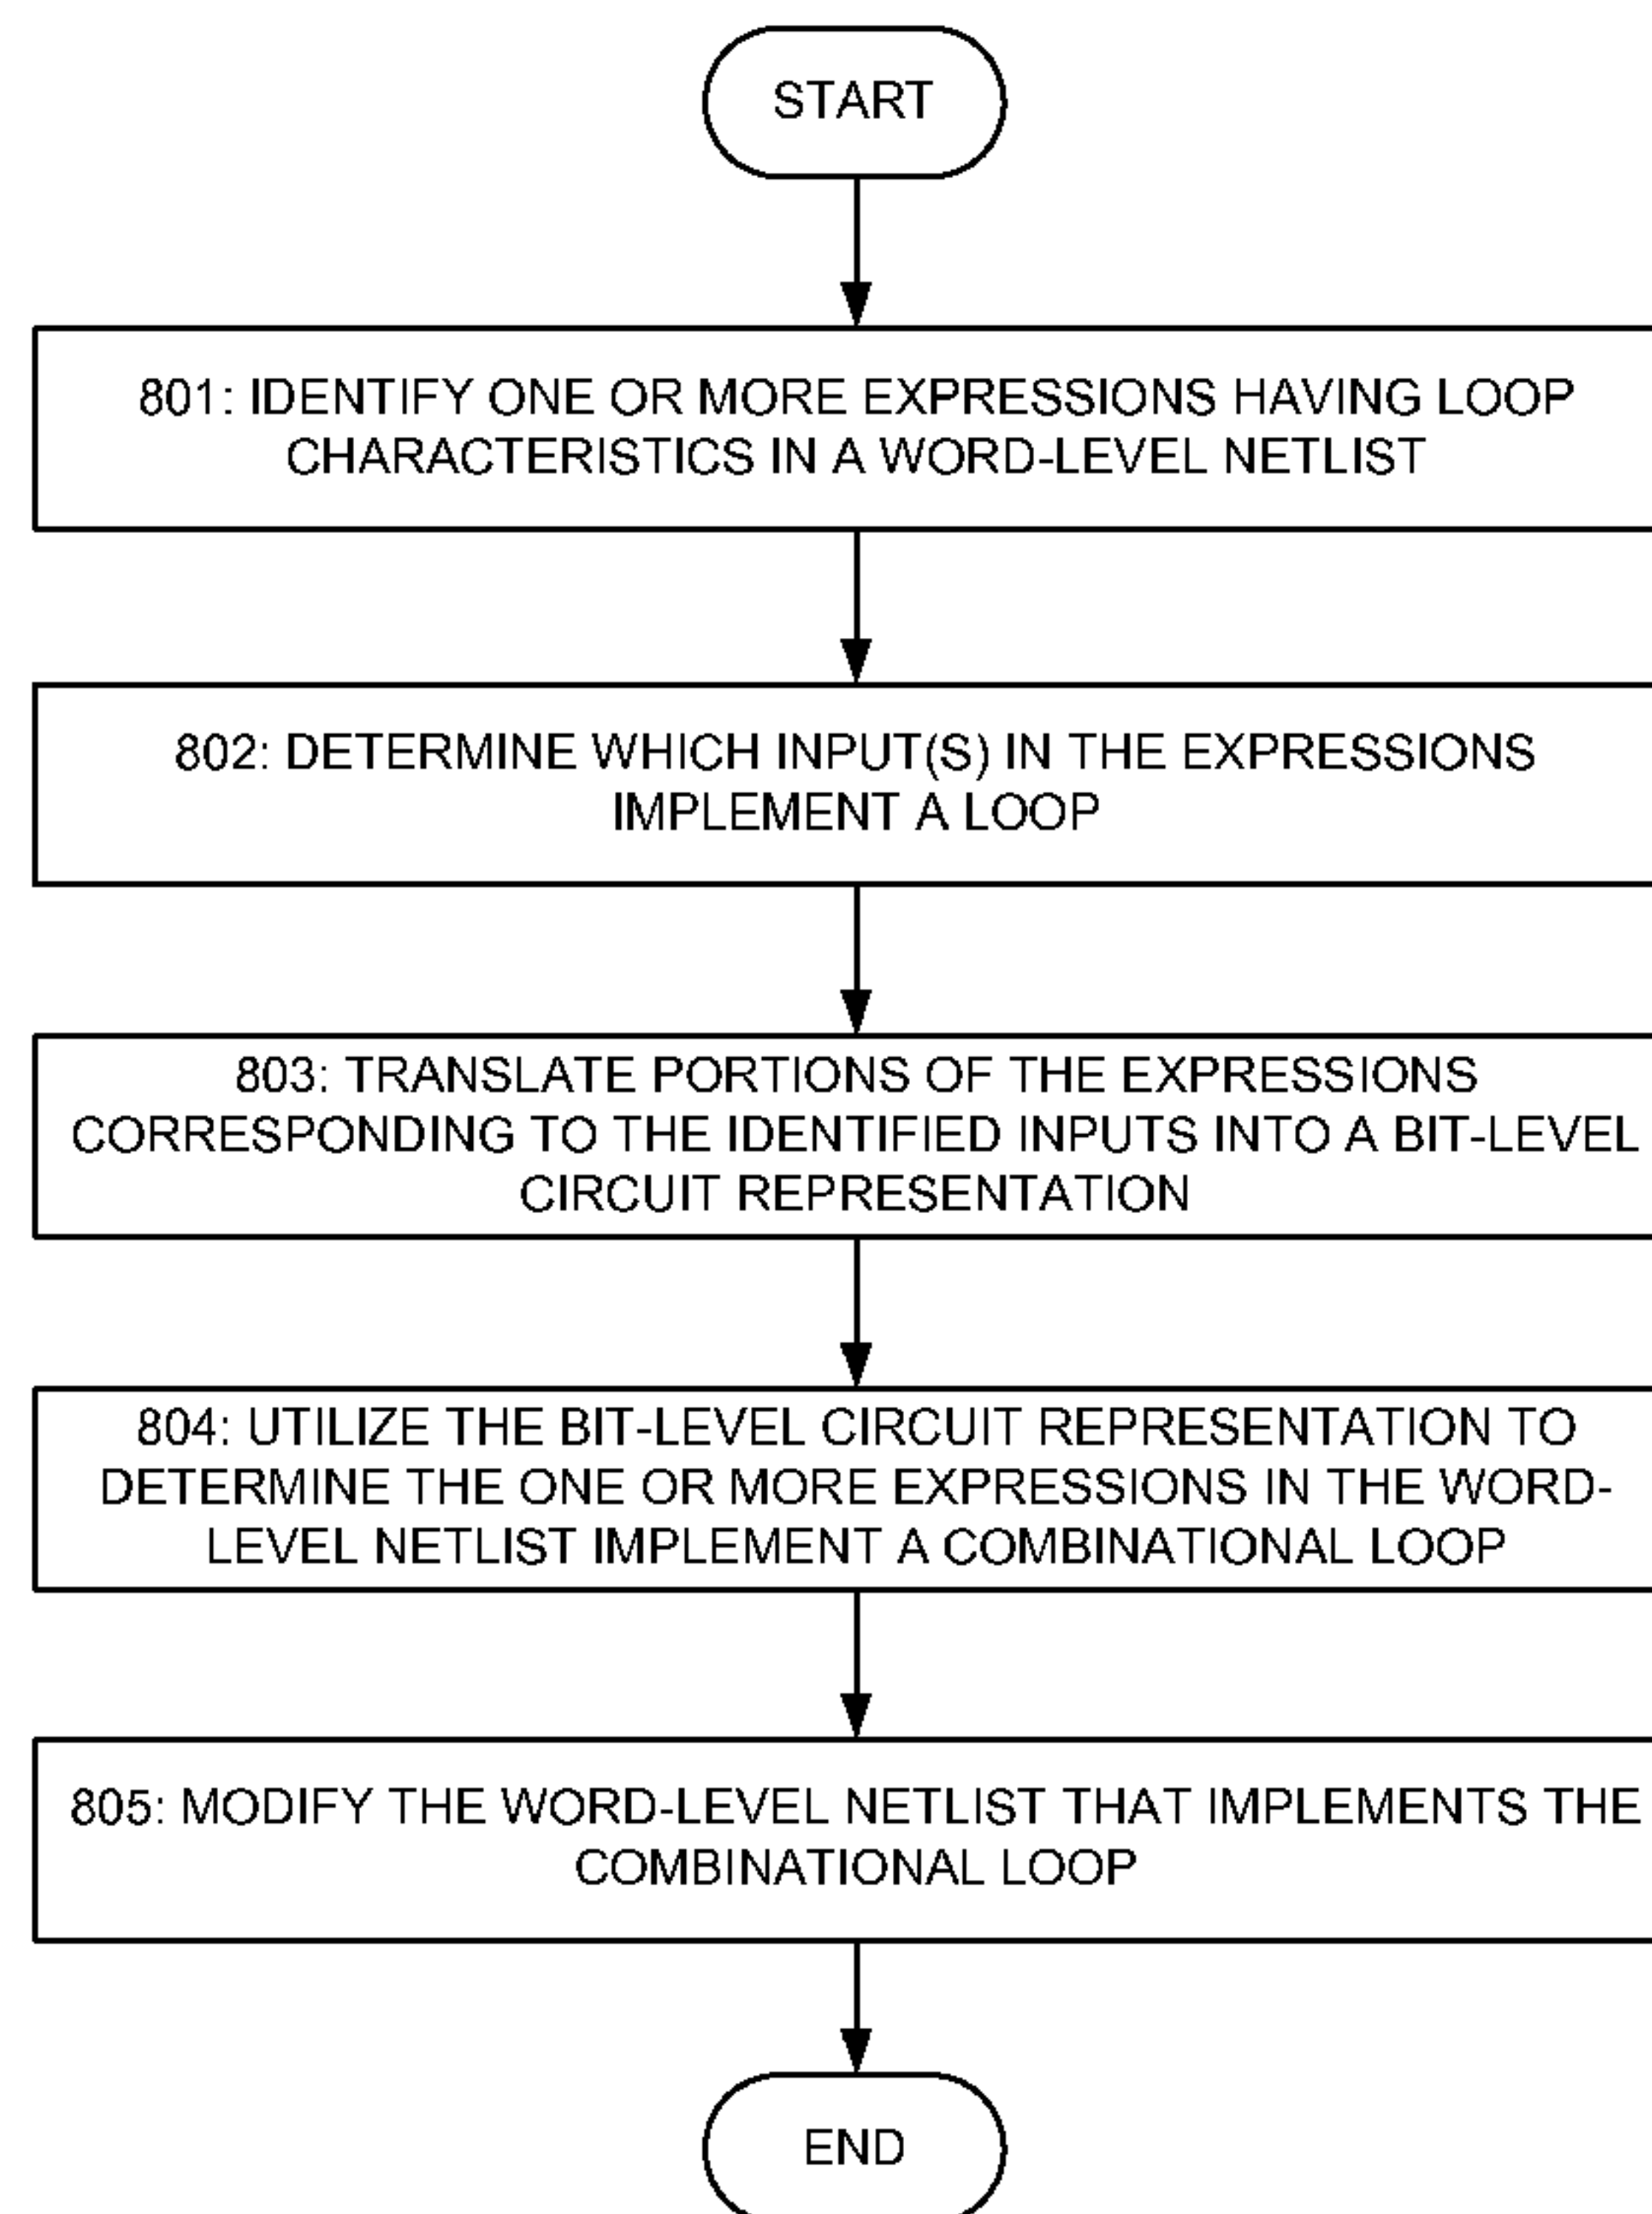 START
801: IDENTIFY ONE OR MORE EXPRESSIONS HAVING LOOP
CHARACTERISTICS IN A WORD-LEVEL NETLIST
802: DETERMINE WHICH INPUT(S) IN THE EXPRESSIONS
IMPLEMENT A LOOP
803: TRANSLATE PORTIONS OF THE EXPRESSIONS
CORRESPONDING TO THE IDENTIFIED INPUTS INTO A BIT-LEVEL
CIRCUIT REPRESENTATION
804: UTILIZE THE BIT-LEVEL CIRCUIT REPRESENTATION TO
DETERMINE THE ONE OR MORE EXPRESSIONS IN THE WORD-
LEVEL NETLIST IMPLEMENT A COMBINATIONAL LOOP
805: MODIFY THE WORD-LEVEL NETLIST THAT IMPLEMENTS THE
COMBINATIONAL LOOP
END